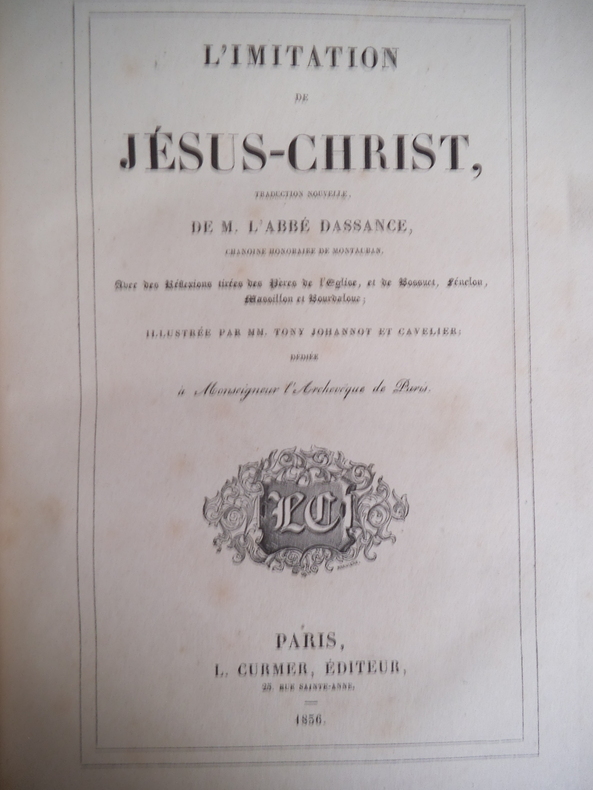 L'IMITATION
DE
JÉSUS-CHRIST,
TRADUCTION NOUVELLE,
DE M. L'ABBÉ DASSANCE,
CHANOINE HONORAIRE DE MONTAUBAN,
Avec des Réflexions tirées des Pères de l'Église, et de Bossuet, Fénelon,
Massillon et Bourdaloue;
ILLUSTRÉE PAR MM. TONY JOHANNOT ET CAVELIER;
DÉDIÉE
à Monseigneur l'Archevêque de Paris.
LC
PARIS,
L. CURMER, ÉDITEUR,
25, RUE SAINTE-ANNE;
1836.